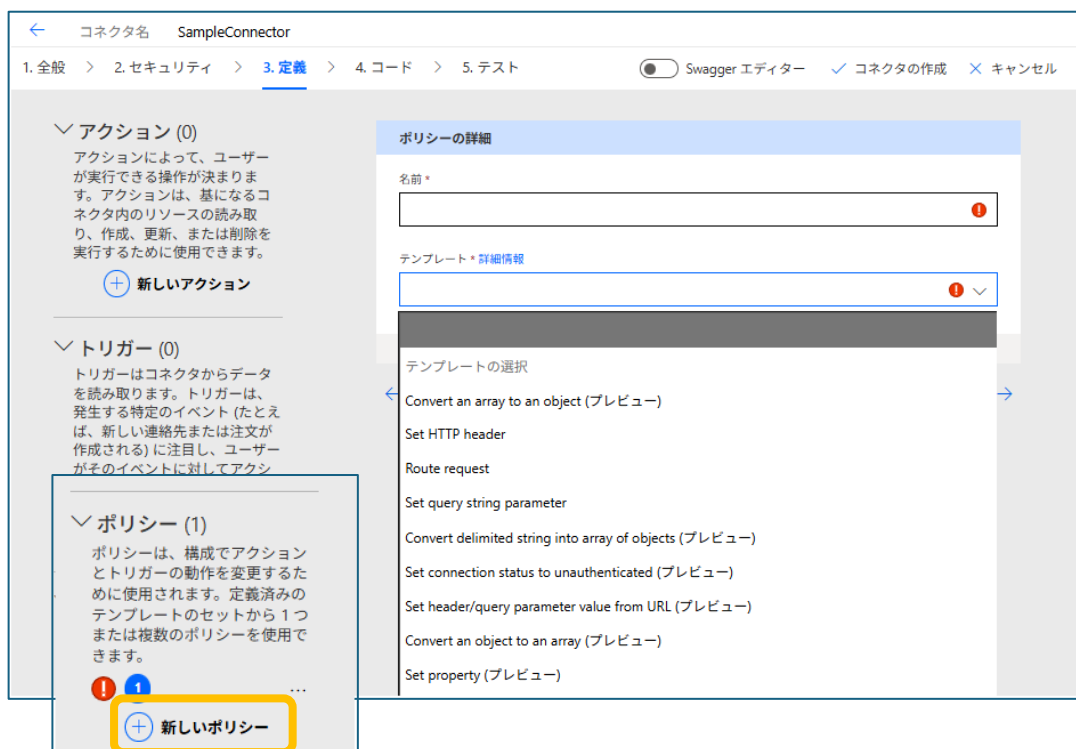 コネクタ名 SampleConnector
1. 全般 > 2. セキュリティ > 3. 定義 > 4. コード > 5. テスト Swagger エディター コネクタの作成 キャンセル
アクション (0)
アクションによって、ユーザー
が実行できる操作が決まりま
す。アクションは、基になるコ
ネクタ内のリソースの読み取
り、作成、更新、または削除を
実行するために使用できます。
新しいアクション
トリガー (0)
トリガーはコネクタからデータ
を読み取ります。トリガーは、
発生する特定のイベント (たとえ
ば、新しい連絡先または注文が
作成される) に注目し、ユーザー
がそのイベントに対してアクシ
ポリシー (1)
ポリシーは、構成でアクション
とトリガーの動作を変更するた
めに使用されます。定義済みの
テンプレートのセットから 1 つ
または複数のポリシーを使用で
きます。
1 ...
新しいポリシー
ポリシーの詳細
名前 *
テンプレート * 詳細情報
テンプレートの選択
Convert an array to an object (プレビュー)
Set HTTP header
Route request
Set query string parameter
Convert delimited string into array of objects (プレビュー)
Set connection status to unauthenticated (プレビュー)
Set header/query parameter value from URL (プレビュー)
Convert an object to an array (プレビュー)
Set property (プレビュー)